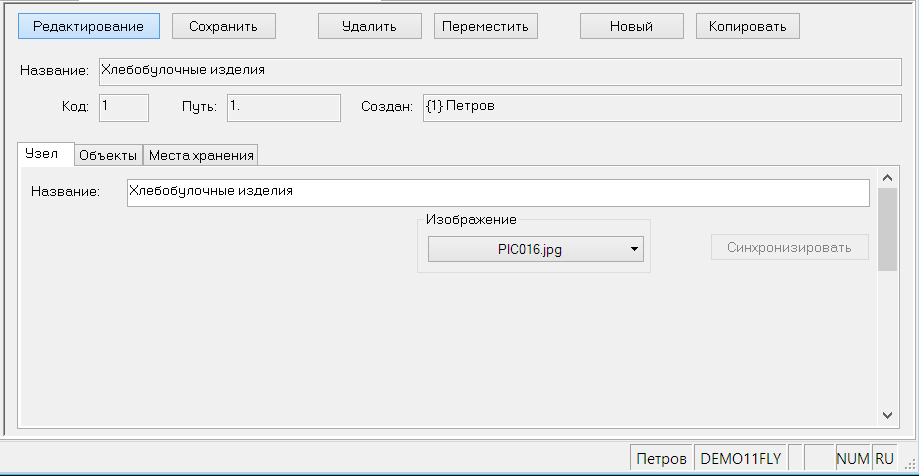 Редактирование Сохранить Удалить Переместить Новый Копировать
Название: Хлебобулочные изделия
Код: 1 Путь: 1. Создан: {1} Петров
Узел Объекты Места хранения
Название: Хлебобулочные изделия
Изображение
PIC016.jpg Синхронизировать
Петров DEMO11FLY NUM RU